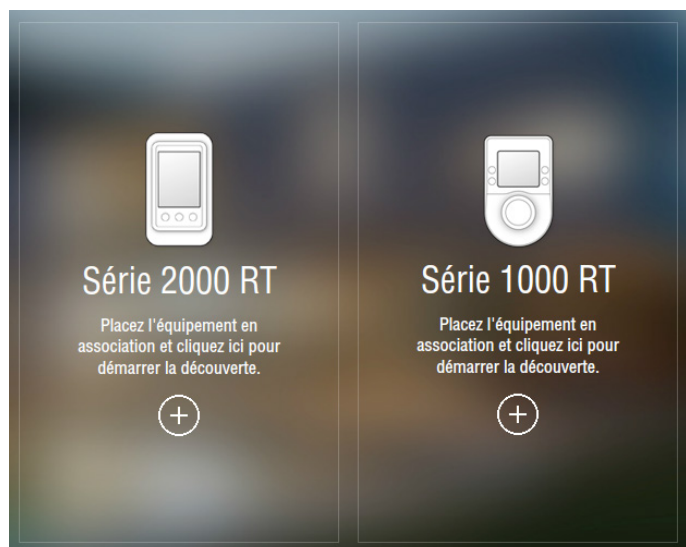 Série 2000 RT
Placez l'équipement en
association et cliquez ici pour
démarrer la découverte.
Série 1000 RT
Placez l'équipement en
association et cliquez ici pour
démarrer la découverte.